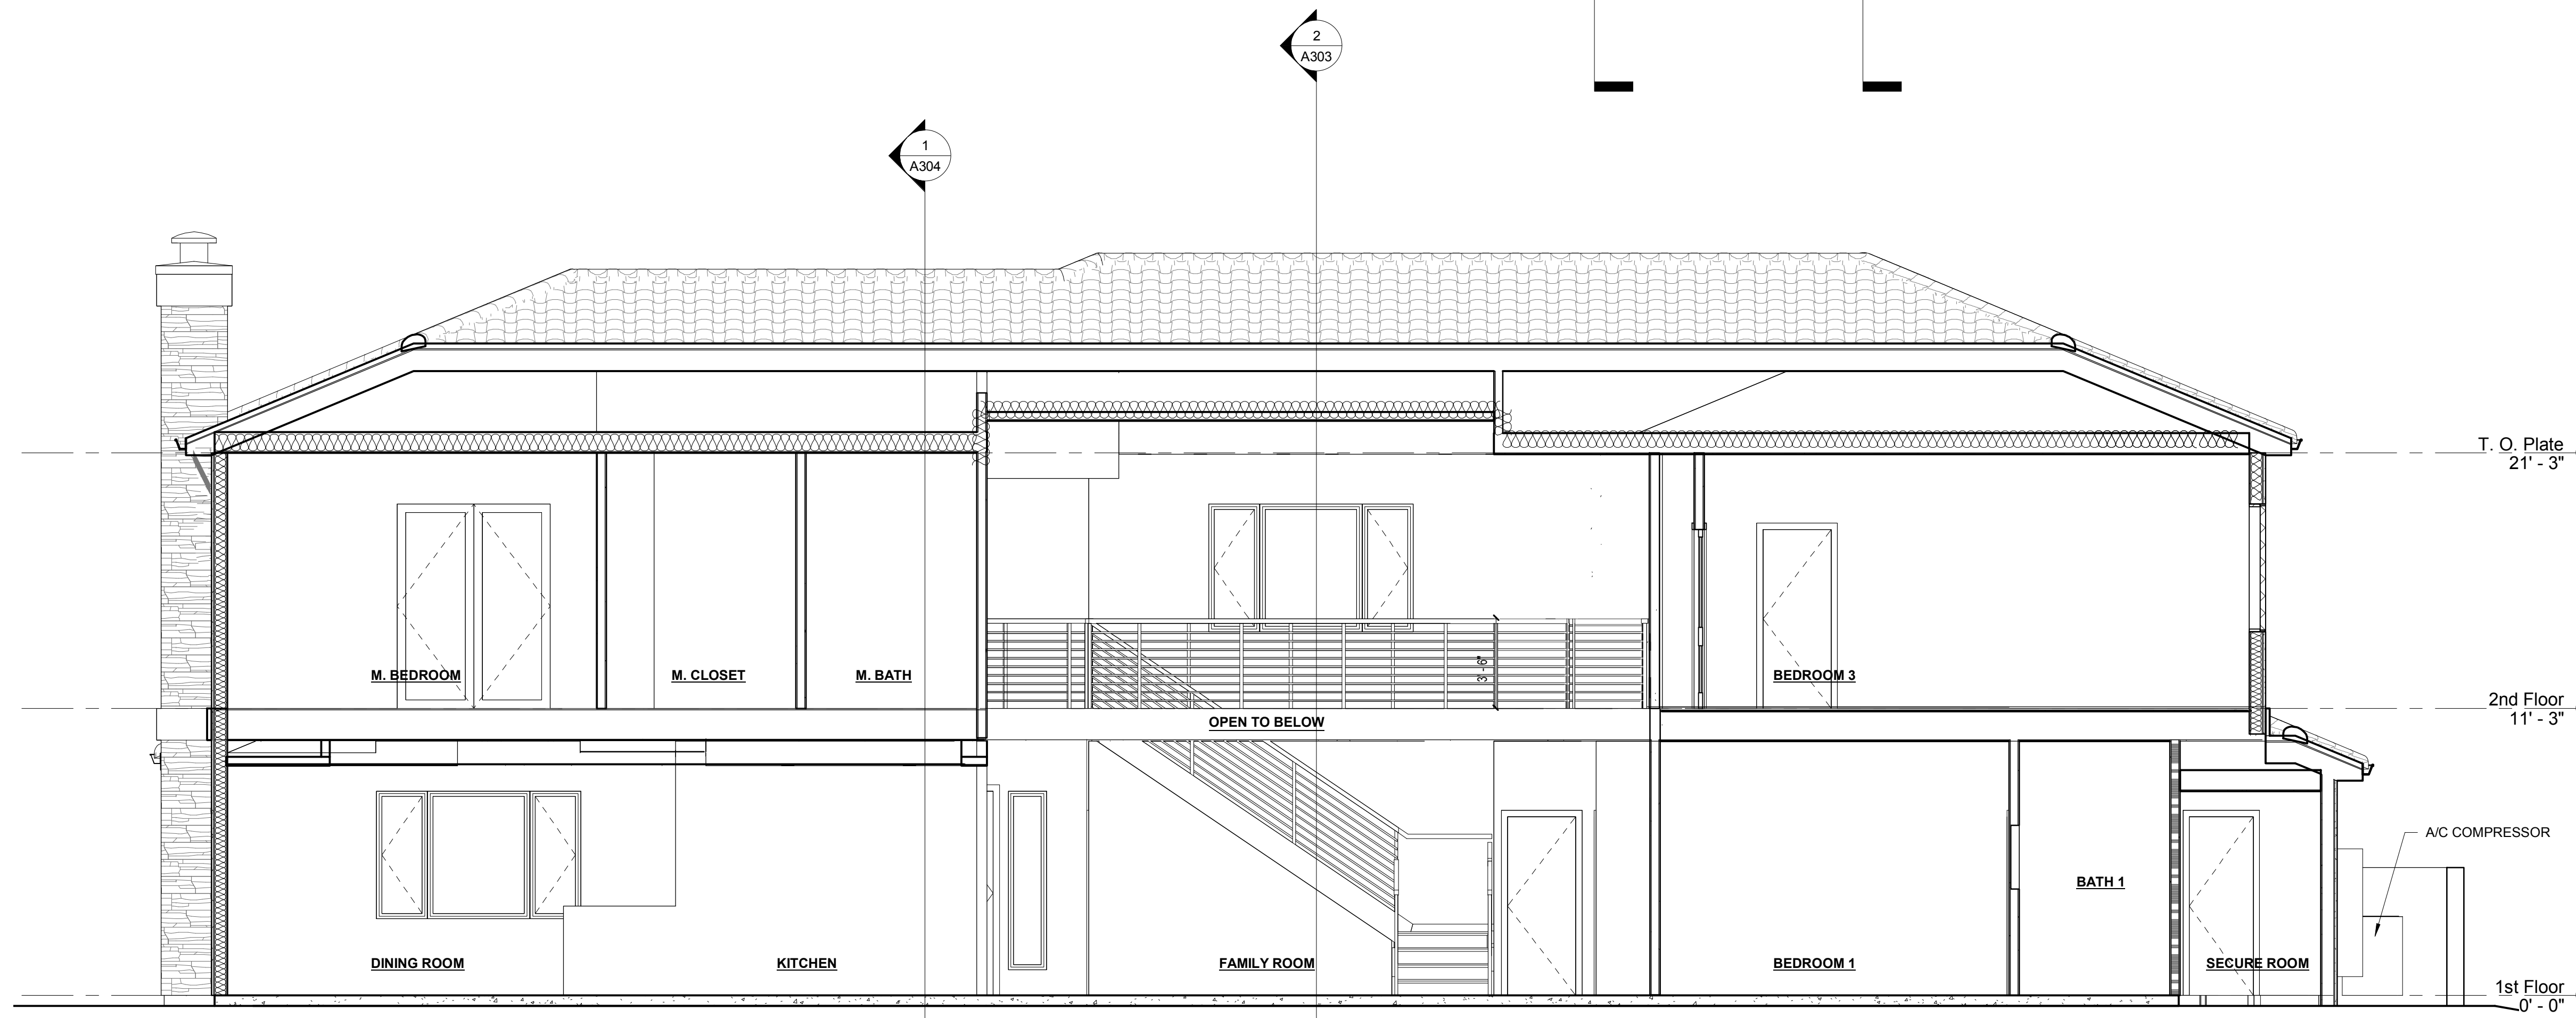 2
A303
1
A304
T. O. Plate
21' - 3"
M. BEDROOM
M. CLOSET
M. BATH
3' - 6"
BEDROOM 3
2nd Floor
11' - 3"
OPEN TO BELOW
A/C COMPRESSOR
BATH 1
DINING ROOM
KITCHEN
FAMILY ROOM
BEDROOM 1
SECURE ROOM
1st Floor
0' - 0"